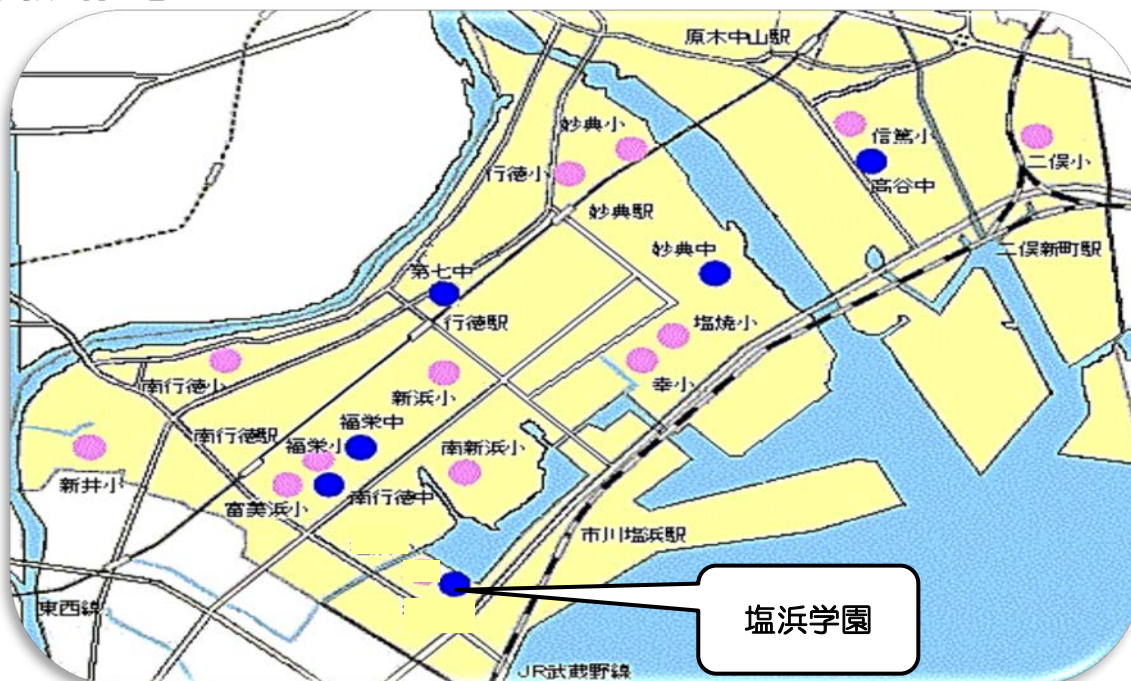 原木中山駅
妙典小
信篤小
行徳小
二俣小
高谷中
妙典駅
妙典中
二俣新町駅
第七中
行徳駅
塩焼小
南行徳小
幸小
新浜小
福栄中
南行徳駅
福栄小
南新浜小
新井小
南行徳中
富美浜小
市川塩浜駅
東西線
塩浜学園
JR武蔵野線